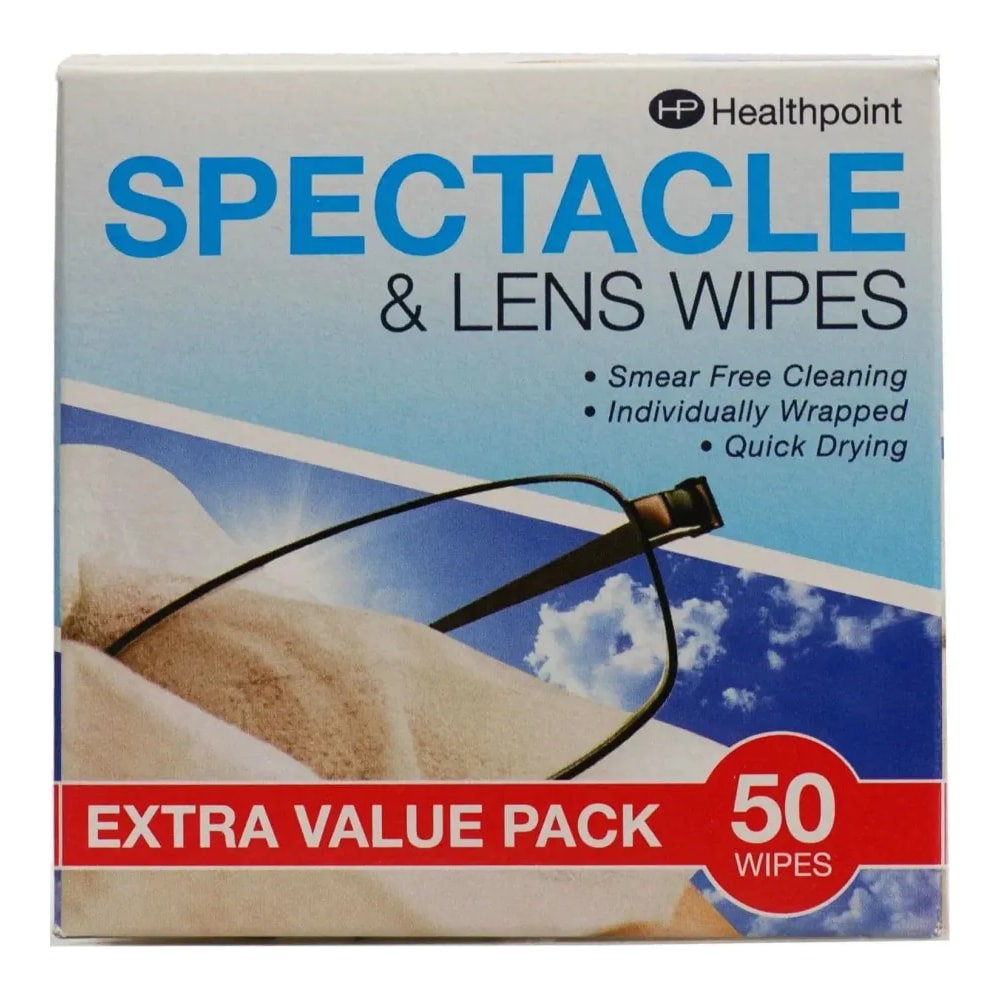 HP Healthpoint
SPECTACLE
& LENS WIPES
• Smear Free Cleaning
• Individually Wrapped
• Quick Drying
EXTRA VALUE PACK
50
WIPES